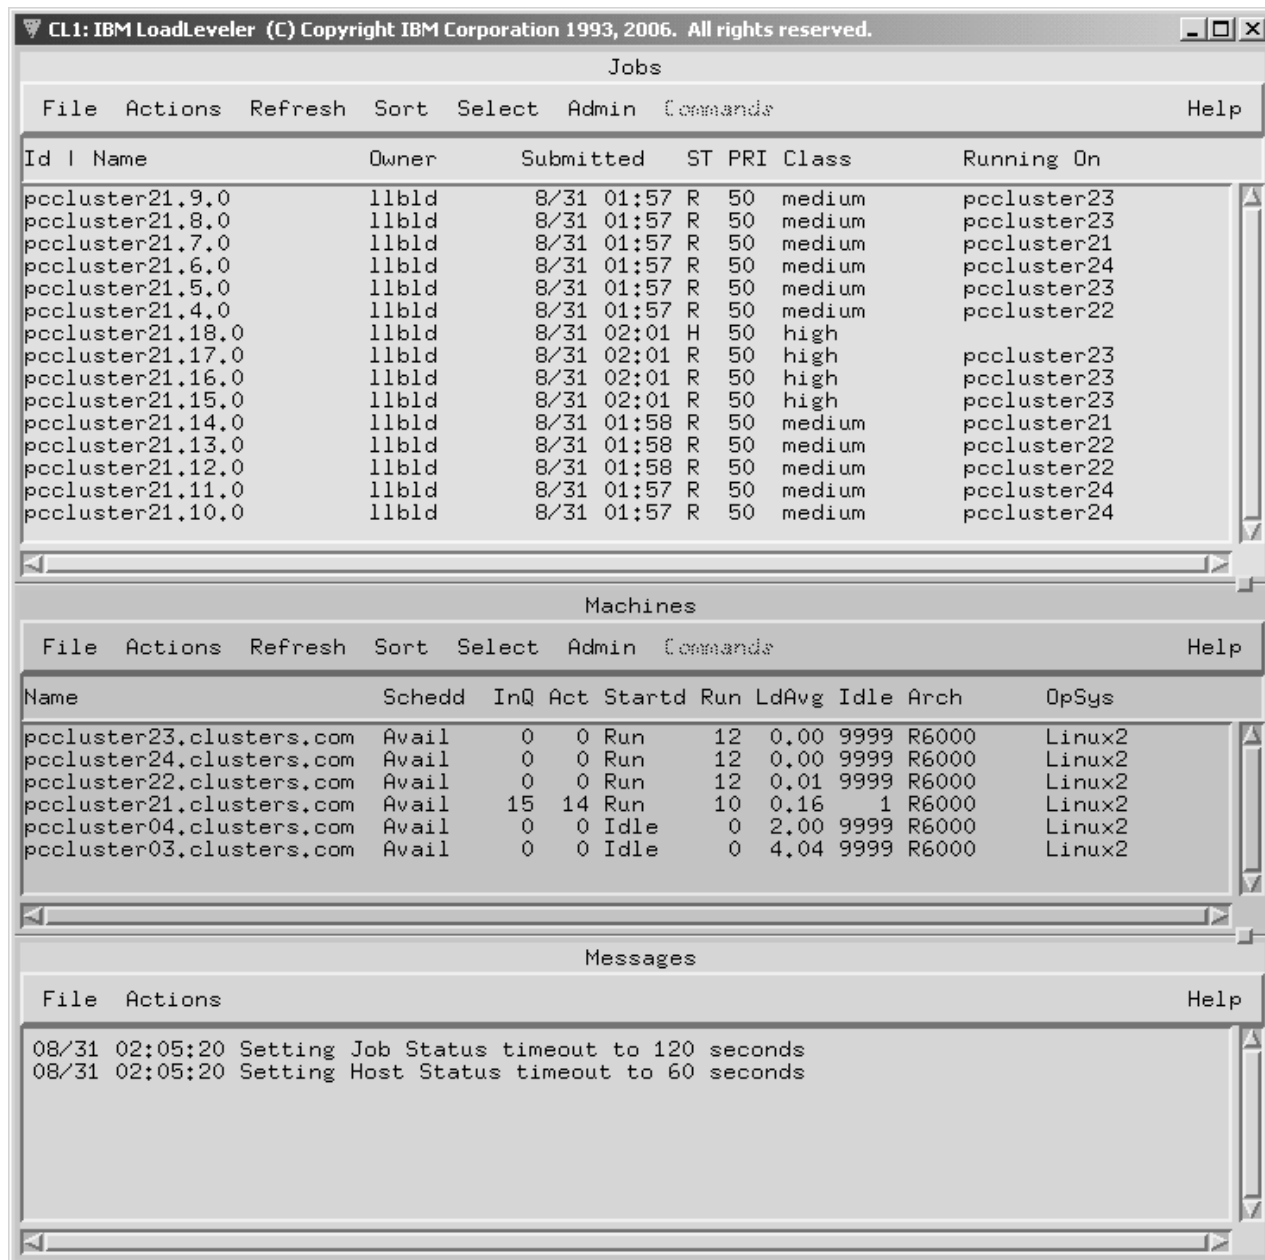 CL1: IBM LoadLeveler (C) Copyright IBM Corporation 1993, 2006. All rights reserved.
Jobs
File Actions Refresh Sort Select Admin Commands Help
Id | Name Owner Submitted ST PRI Class Running On
pccluster21.9.0 llbld 8/31 01:57 R 50 medium pccluster23
pccluster21.8.0 llbld 8/31 01:57 R 50 medium pccluster23
pccluster21.7.0 llbld 8/31 01:57 R 50 medium pccluster21
pccluster21.6.0 llbld 8/31 01:57 R 50 medium pccluster24
pccluster21.5.0 llbld 8/31 01:57 R 50 medium pccluster23
pccluster21.4.0 llbld 8/31 01:57 R 50 medium pccluster22
pccluster21.18.0 llbld 8/31 02:01 H 50 high
pccluster21.17.0 llbld 8/31 02:01 R 50 high pccluster23
pccluster21.16.0 llbld 8/31 02:01 R 50 high pccluster23
pccluster21.15.0 llbld 8/31 02:01 R 50 high pccluster23
pccluster21.14.0 llbld 8/31 01:58 R 50 medium pccluster21
pccluster21.13.0 llbld 8/31 01:58 R 50 medium pccluster22
pccluster21.12.0 llbld 8/31 01:58 R 50 medium pccluster22
pccluster21.11.0 llbld 8/31 01:57 R 50 medium pccluster24
pccluster21.10.0 llbld 8/31 01:57 R 50 medium pccluster24
Machines
File Actions Refresh Sort Select Admin Commands Help
Name Schedd InQ Act Startd Run LdAvg Idle Arch OpSys
pccluster23.clusters.com Avail 0 0 Run 12 0.00 9999 R6000 Linux2
pccluster24.clusters.com Avail 0 0 Run 12 0.00 9999 R6000 Linux2
pccluster22.clusters.com Avail 0 0 Run 12 0.01 9999 R6000 Linux2
pccluster21.clusters.com Avail 15 14 Run 10 0.16 1 R6000 Linux2
pccluster04.clusters.com Avail 0 0 Idle 0 2.00 9999 R6000 Linux2
pccluster03.clusters.com Avail 0 0 Idle 0 4.04 9999 R6000 Linux2
Messages
File Actions Help
08/31 02:05:20 Setting Job Status timeout to 120 seconds
08/31 02:05:20 Setting Host Status timeout to 60 seconds